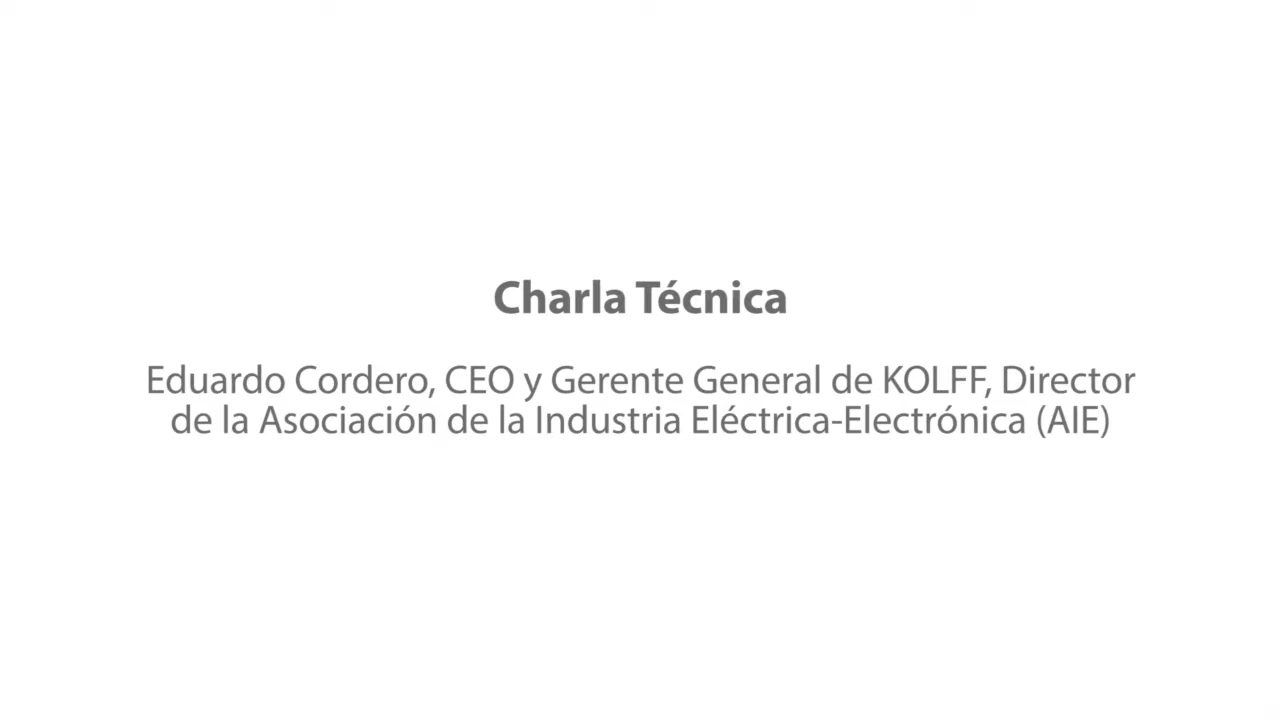 Charla Técnica
Eduardo Cordero, CEO y Gerente General de KOLFF, Director
de la Asociación de la Industria Eléctrica-Electrónica (AIE)